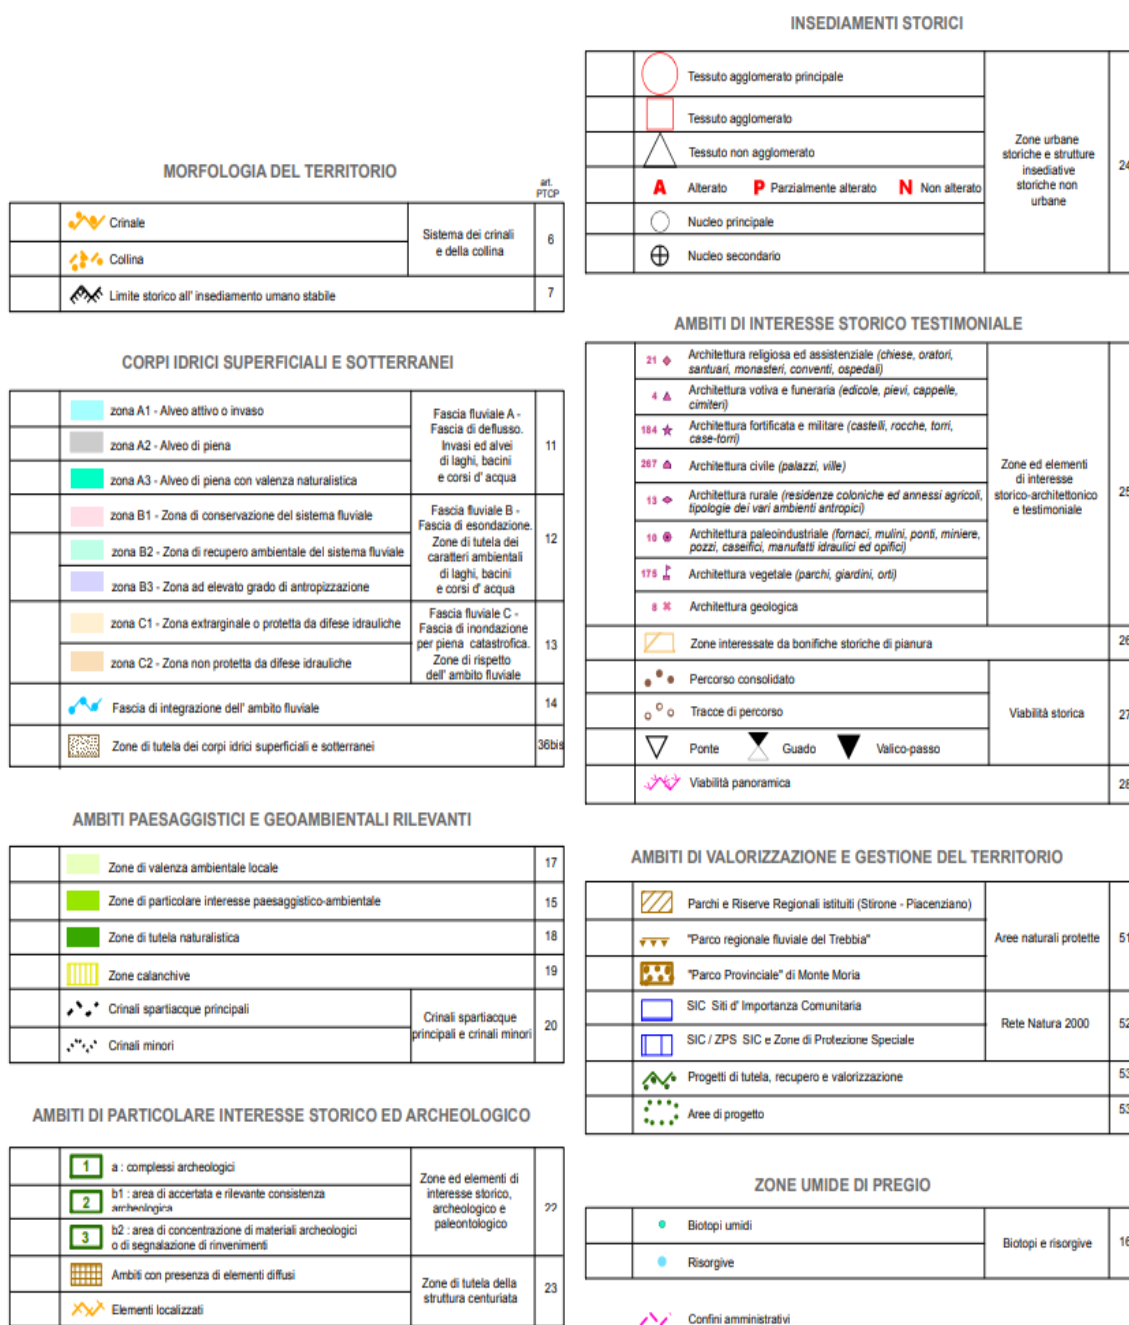 MORFOLOGIA DEL TERRITORIO
art.
PTCP
Crinale
Collina
Sistema dei crinali
e della collina
6
Limite storico all' insediamento umano stabile
7
CORPI IDRICI SUPERFICIALI E SOTTERRANEI
zona A1 - Alveo attivo o invaso
zona A2 - Alveo di piena
zona A3 - Alveo di piena con valenza naturalistica
Fascia fluviale A -
Fascia di deflusso.
Invasi ed alvei
di laghi, bacini
e corsi d' acqua
11
zona B1 - Zona di conservazione del sistema fluviale
zona B2 - Zona di recupero ambientale del sistema fluviale
zona B3 - Zona ad elevato grado di antropizzazione
Fascia fluviale B -
Fascia di esondazione.
Zone di tutela dei
caratteri ambientali
di laghi, bacini
e corsi d' acqua
12
zona C1 - Zona extrarginale o protetta da difese idrauliche
zona C2 - Zona non protetta da difese idrauliche
Fascia fluviale C -
Fascia di inondazione
per piena catastrofica.
Zone di rispetto
dell' ambito fluviale
13
Fascia di integrazione dell' ambito fluviale
14
Zone di tutela dei corpi idrici superficiali e sotterranei
36bis
AMBITI PAESAGGISTICI E GEOAMBIENTALI RILEVANTI
Zone di valenza ambientale locale
17
Zone di particolare interesse paesaggistico-ambientale
15
Zone di tutela naturalistica
18
Zone calanchive
19
Crinali spartiacque principali
Crinali minori
Crinali spartiacque
principali e crinali minori
20
AMBITI DI PARTICOLARE INTERESSE STORICO ED ARCHEOLOGICO
1 a : complessi archeologici
2 b1 : area di accertata e rilevante consistenza
archeologica
3 b2 : area di concentrazione di materiali archeologici
o di segnalazione di rinvenimenti
Zone ed elementi di
interesse storico,
archeologico e
paleontologico
22
Ambiti con presenza di elementi diffusi
Elementi localizzati
Zone di tutela della
struttura centuriata
23
INSEDIAMENTI STORICI
Tessuto agglomerato principale
Tessuto agglomerato
Tessuto non agglomerato
A Alterato P Parzialmente alterato N Non alterato
Nucleo principale
Nucleo secondario
Zone urbane
storiche e strutture
insediative
storiche non
urbane
24
AMBITI DI INTERESSE STORICO TESTIMONIALE
21 Architettura religiosa ed assistenziale (chiese, oratori,
santuari, monasteri, conventi, ospedali)
4 Architettura votiva e funeraria (edicole, pievi, cappelle,
cimiteri)
184 Architettura fortificata e militare (castelli, rocche, torri,
case-torri)
267 Architettura civile (palazzi, ville)
13 Architettura rurale (residenze coloniche ed annessi agricoli,
tipologie dei vari ambienti antropici)
10 Architettura paleoindustriale (fornaci, mulini, ponti, miniere,
pozzi, caseifici, manufatti idraulici ed opifici)
175 Architettura vegetale (parchi, giardini, orti)
8 Architettura geologica
Zone ed elementi
di interesse
storico-architettonico
e testimoniale
25
Zone interessate da bonifiche storiche di pianura
26
Percorso consolidato
Tracce di percorso
Ponte Guado Valico-passo
Viabilità storica
27
Viabilità panoramica
28
AMBITI DI VALORIZZAZIONE E GESTIONE DEL TERRITORIO
Parchi e Riserve Regionali istituiti (Stirone - Piacenziano)
"Parco regionale fluviale del Trebbia"
"Parco Provinciale" di Monte Moria
Aree naturali protette
51
SIC Siti d' Importanza Comunitaria
SIC / ZPS SIC e Zone di Protezione Speciale
Rete Natura 2000
52
Progetti di tutela, recupero e valorizzazione
53
Aree di progetto
53
ZONE UMIDE DI PREGIO
Biotopi umidi
Risorgive
Biotopi e risorgive
16
Confini amministrativi